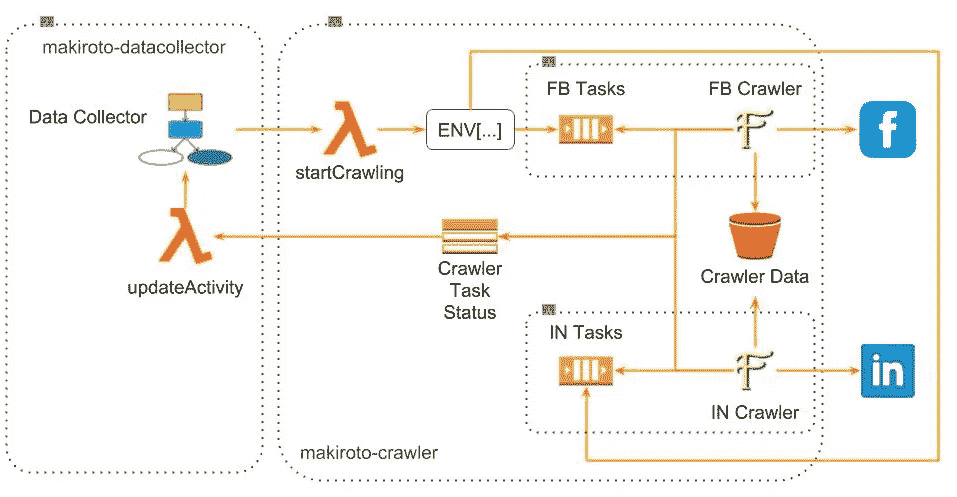 makiroto-datacollector
Data Collector
updateActivity
startCrawling
ENV[...]
FB Tasks
FB Crawler
f
Crawler
Task
Status
Crawler Data
IN Tasks
IN Crawler
in
makiroto-crawler